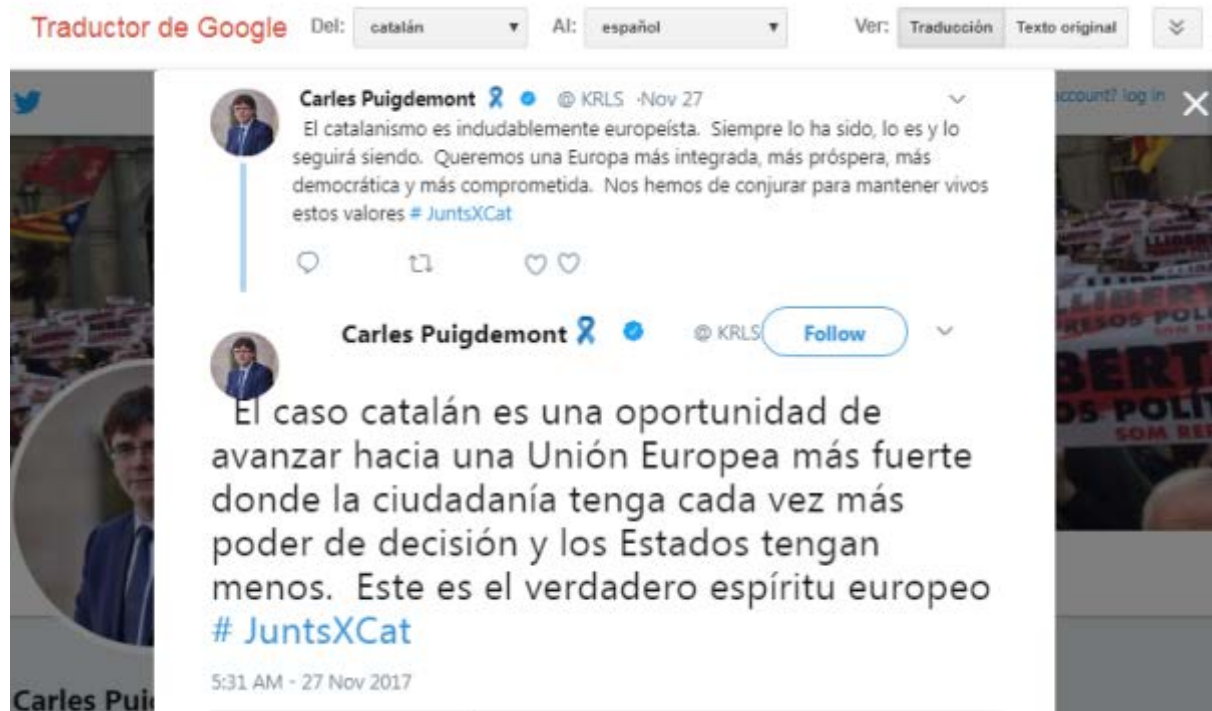 Traductor de Google Del: catalán Al: español Ver: Traducción Texto original
Carles Puigdemont @ KRLS ·Nov 27
El catalanismo es indudablemente europeísta. Siempre lo ha sido, lo es y lo
seguirá siendo. Queremos una Europa más integrada, más próspera, más
democrática y más comprometida. Nos hemos de conjurar para mantener vivos
estos valores # JuntsXCat
Carles Puigdemont @ KRLS Follow
El caso catalán es una oportunidad de
avanzar hacia una Unión Europea más fuerte
donde la ciudadanía tenga cada vez más
poder de decisión y los Estados tengan
menos. Este es el verdadero espíritu europeo
# JuntsXCat
5:31 AM - 27 Nov 2017
account? log in
Carles Pui